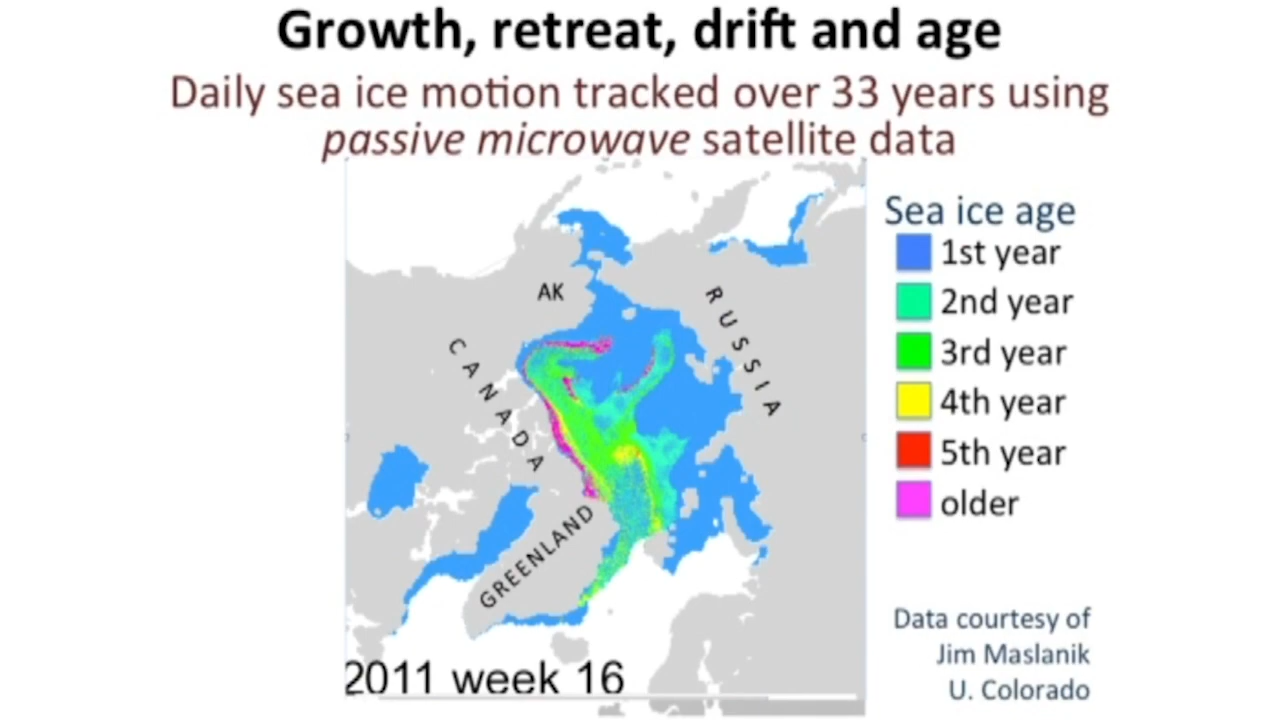 Growth, retreat, drift and age
Daily sea ice motion tracked over 33 years using
passive microwave satellite data
Sea ice age
1st year
2nd year
3rd year
4th year
5th year
older
AK
RUSSIA
CANADA
GREENLAND
2011 week 16
Data courtesy of
Jim Maslanik
U. Colorado